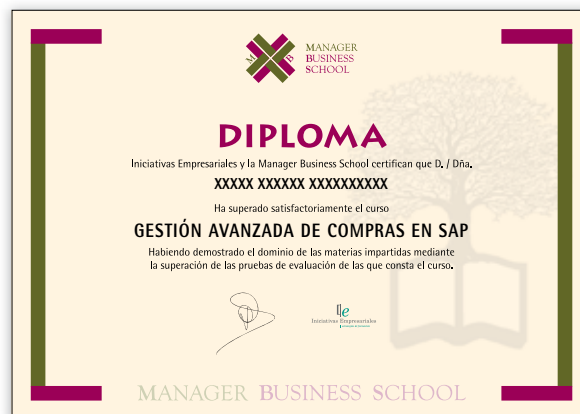 M B
MANAGER
BUSINESS
SCHOOL
DIPLOMA
Iniciativas Empresariales y la Manager Business School certifican que D. / Dña.
XXXXX XXXXXX XXXXXXXXXX
Ha superado satisfactoriamente el curso
GESTIÓN AVANZADA DE COMPRAS EN SAP
Habiendo demostrado el dominio de las materias impartidas mediante
la superación de las pruebas de evaluación de las que consta el curso.
Iniciativas Empresariales
MANAGER BUSINESS SCHOOL